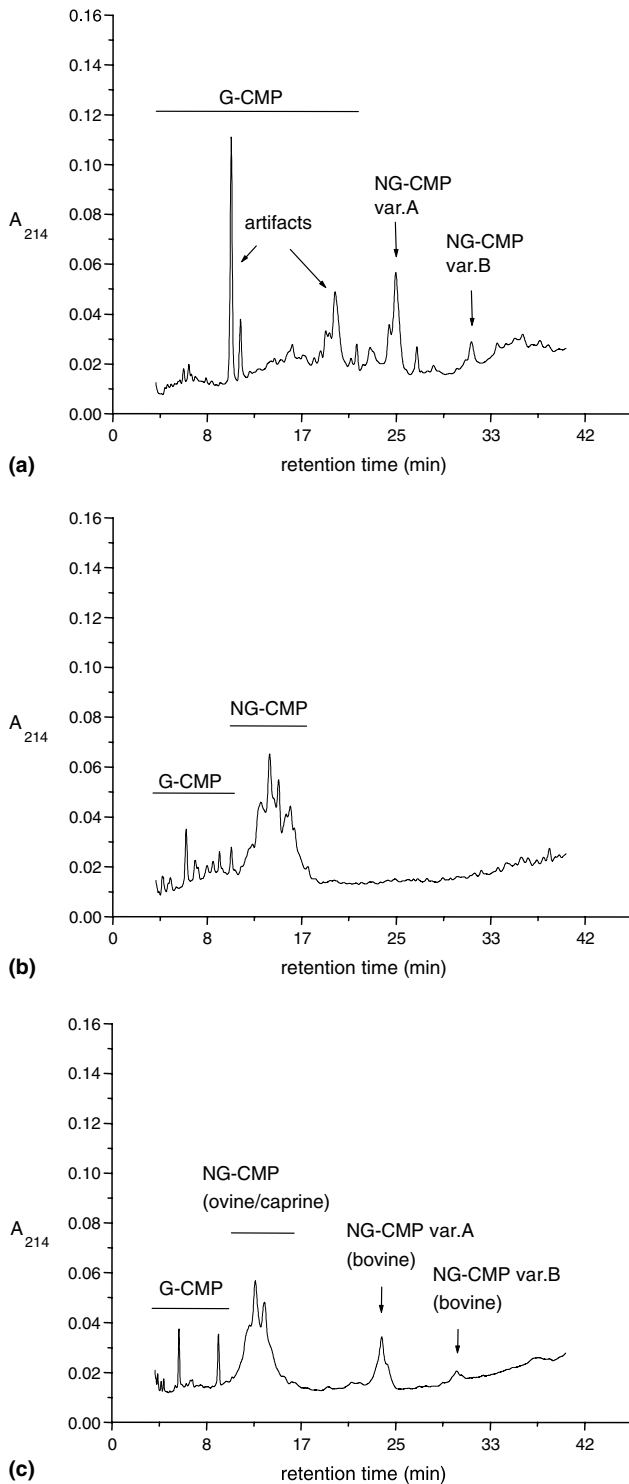 0.16
0.14
0.12
G-CMP
0.10
NG-CMP
var.A
0.08
artifacts
NG-CMP
var.B
A 214
0.06
0.04
0.02
0.00
0 8 17 25 33 42
(a)
retention time (min)
0.16
0.14
0.12
0.10
NG-CMP
0.08
A 214
0.06
G-CMP
0.04
0.02
0.00
0 8 17 25 33 42
(b)
retention time (min)
0.16
0.14
0.12
0.10
NG-CMP
(ovine/caprine)
0.08
A 214
NG-CMP var.A
(bovine)
0.06
G-CMP
NG-CMP var.B
(bovine)
0.04
0.02
0.00
0 8 17 25 33 42
(c)
retention time (min)